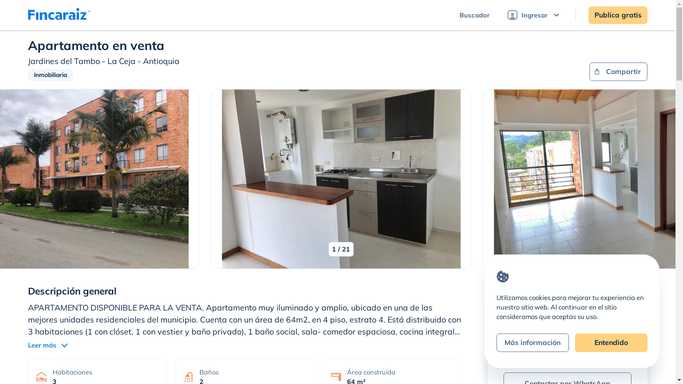 Fincaraiz
Buscador
Ingresar
Publica gratis
Apartamento en venta
Jardines del Tambo - La Ceja - Antioquia
Inmobiliaria
Compartir
1 / 21
Descripción general
APARTAMENTO DISPONIBLE PARA LA VENTA. Apartamento muy iluminado y amplio, ubicado en una de las
mejores unidades residenciales del municipio. Cuenta con un área de 64m2, en 4 piso, estrato 4. Está distribuido con
3 habitaciones (1 con clóset, 1 con vestier y baño privado), 1 baño social, sala- comedor espaciosa, cocina integral...
Leer más
Habitaciones
3
Baños
2
Área construida
64 m²
Utilizamos cookies para mejorar tu experiencia en
nuestro sitio web. Al continuar en el sitio
consideramos que aceptas su uso.
Más información
Entendido
Contactar por WhatsApp